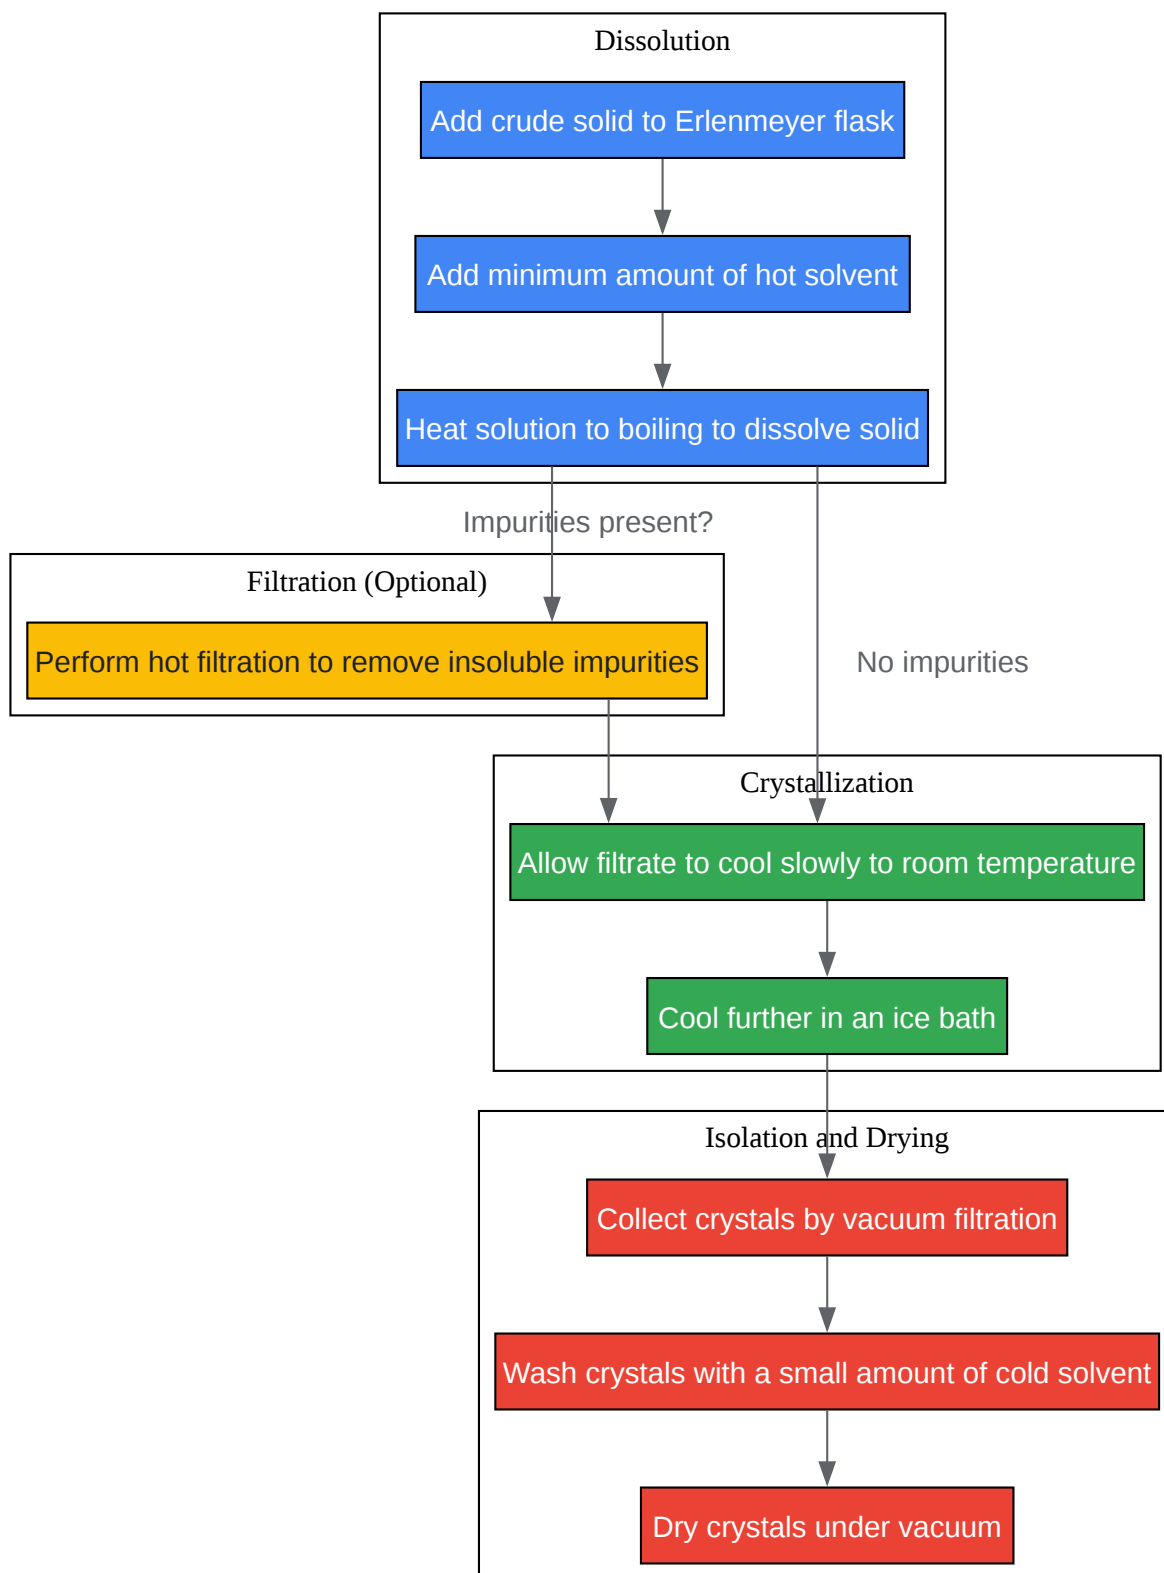 Dissolution
Add crude solid to Erlenmeyer flask
Add minimum amount of hot solvent
Heat solution to boiling to dissolve solid
Impurities present?
Filtration (Optional)
Perform hot filtration to remove insoluble impurities
No impurities
Crystallization
Allow filtrate to cool slowly to room temperature
Cool further in an ice bath
Isolation and Drying
Collect crystals by vacuum filtration
Wash crystals with a small amount of cold solvent
Dry crystals under vacuum